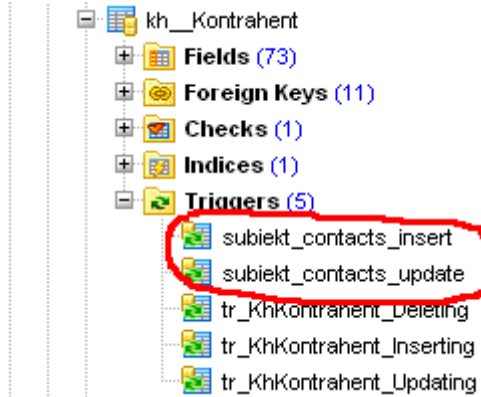 kh__Kontrahent
Fields (73)
Foreign Keys (11)
Checks (1)
Indices (1)
Triggers (5)
subiekt_contacts_insert
subiekt_contacts_update
tr_KhKontrahent_Deleting
tr_KhKontrahent_Inserting
tr_KhKontrahent_Updating